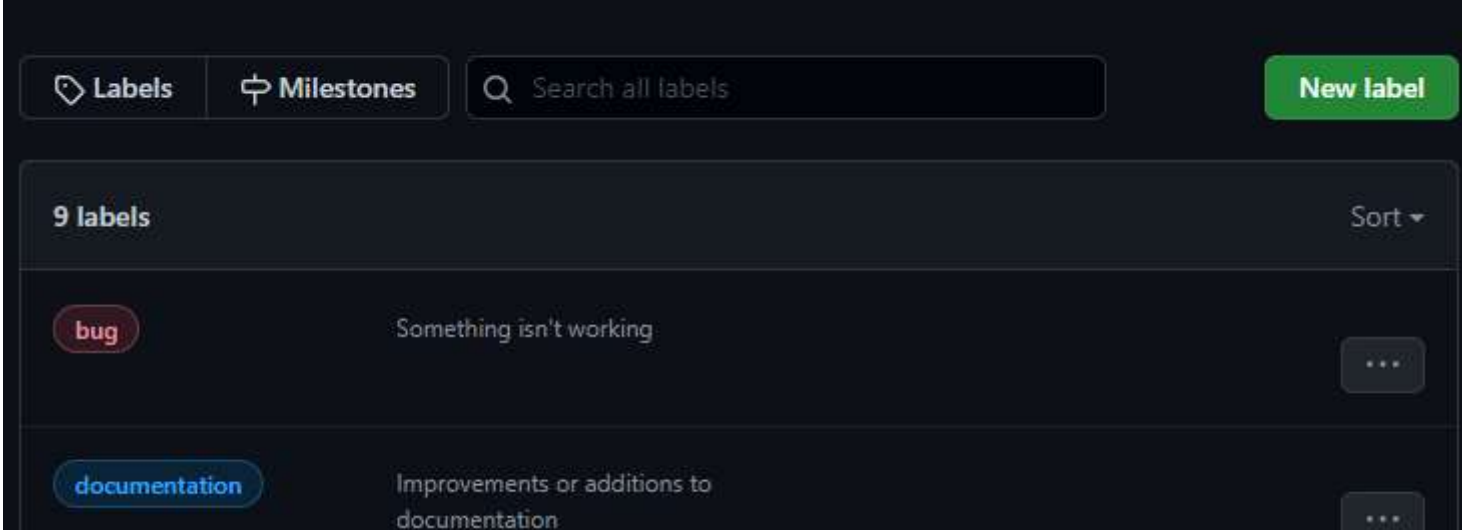 Labels Milestones Search all labels New label
9 labels Sort
bug Something isn't working
documentation Improvements or additions to
documentation